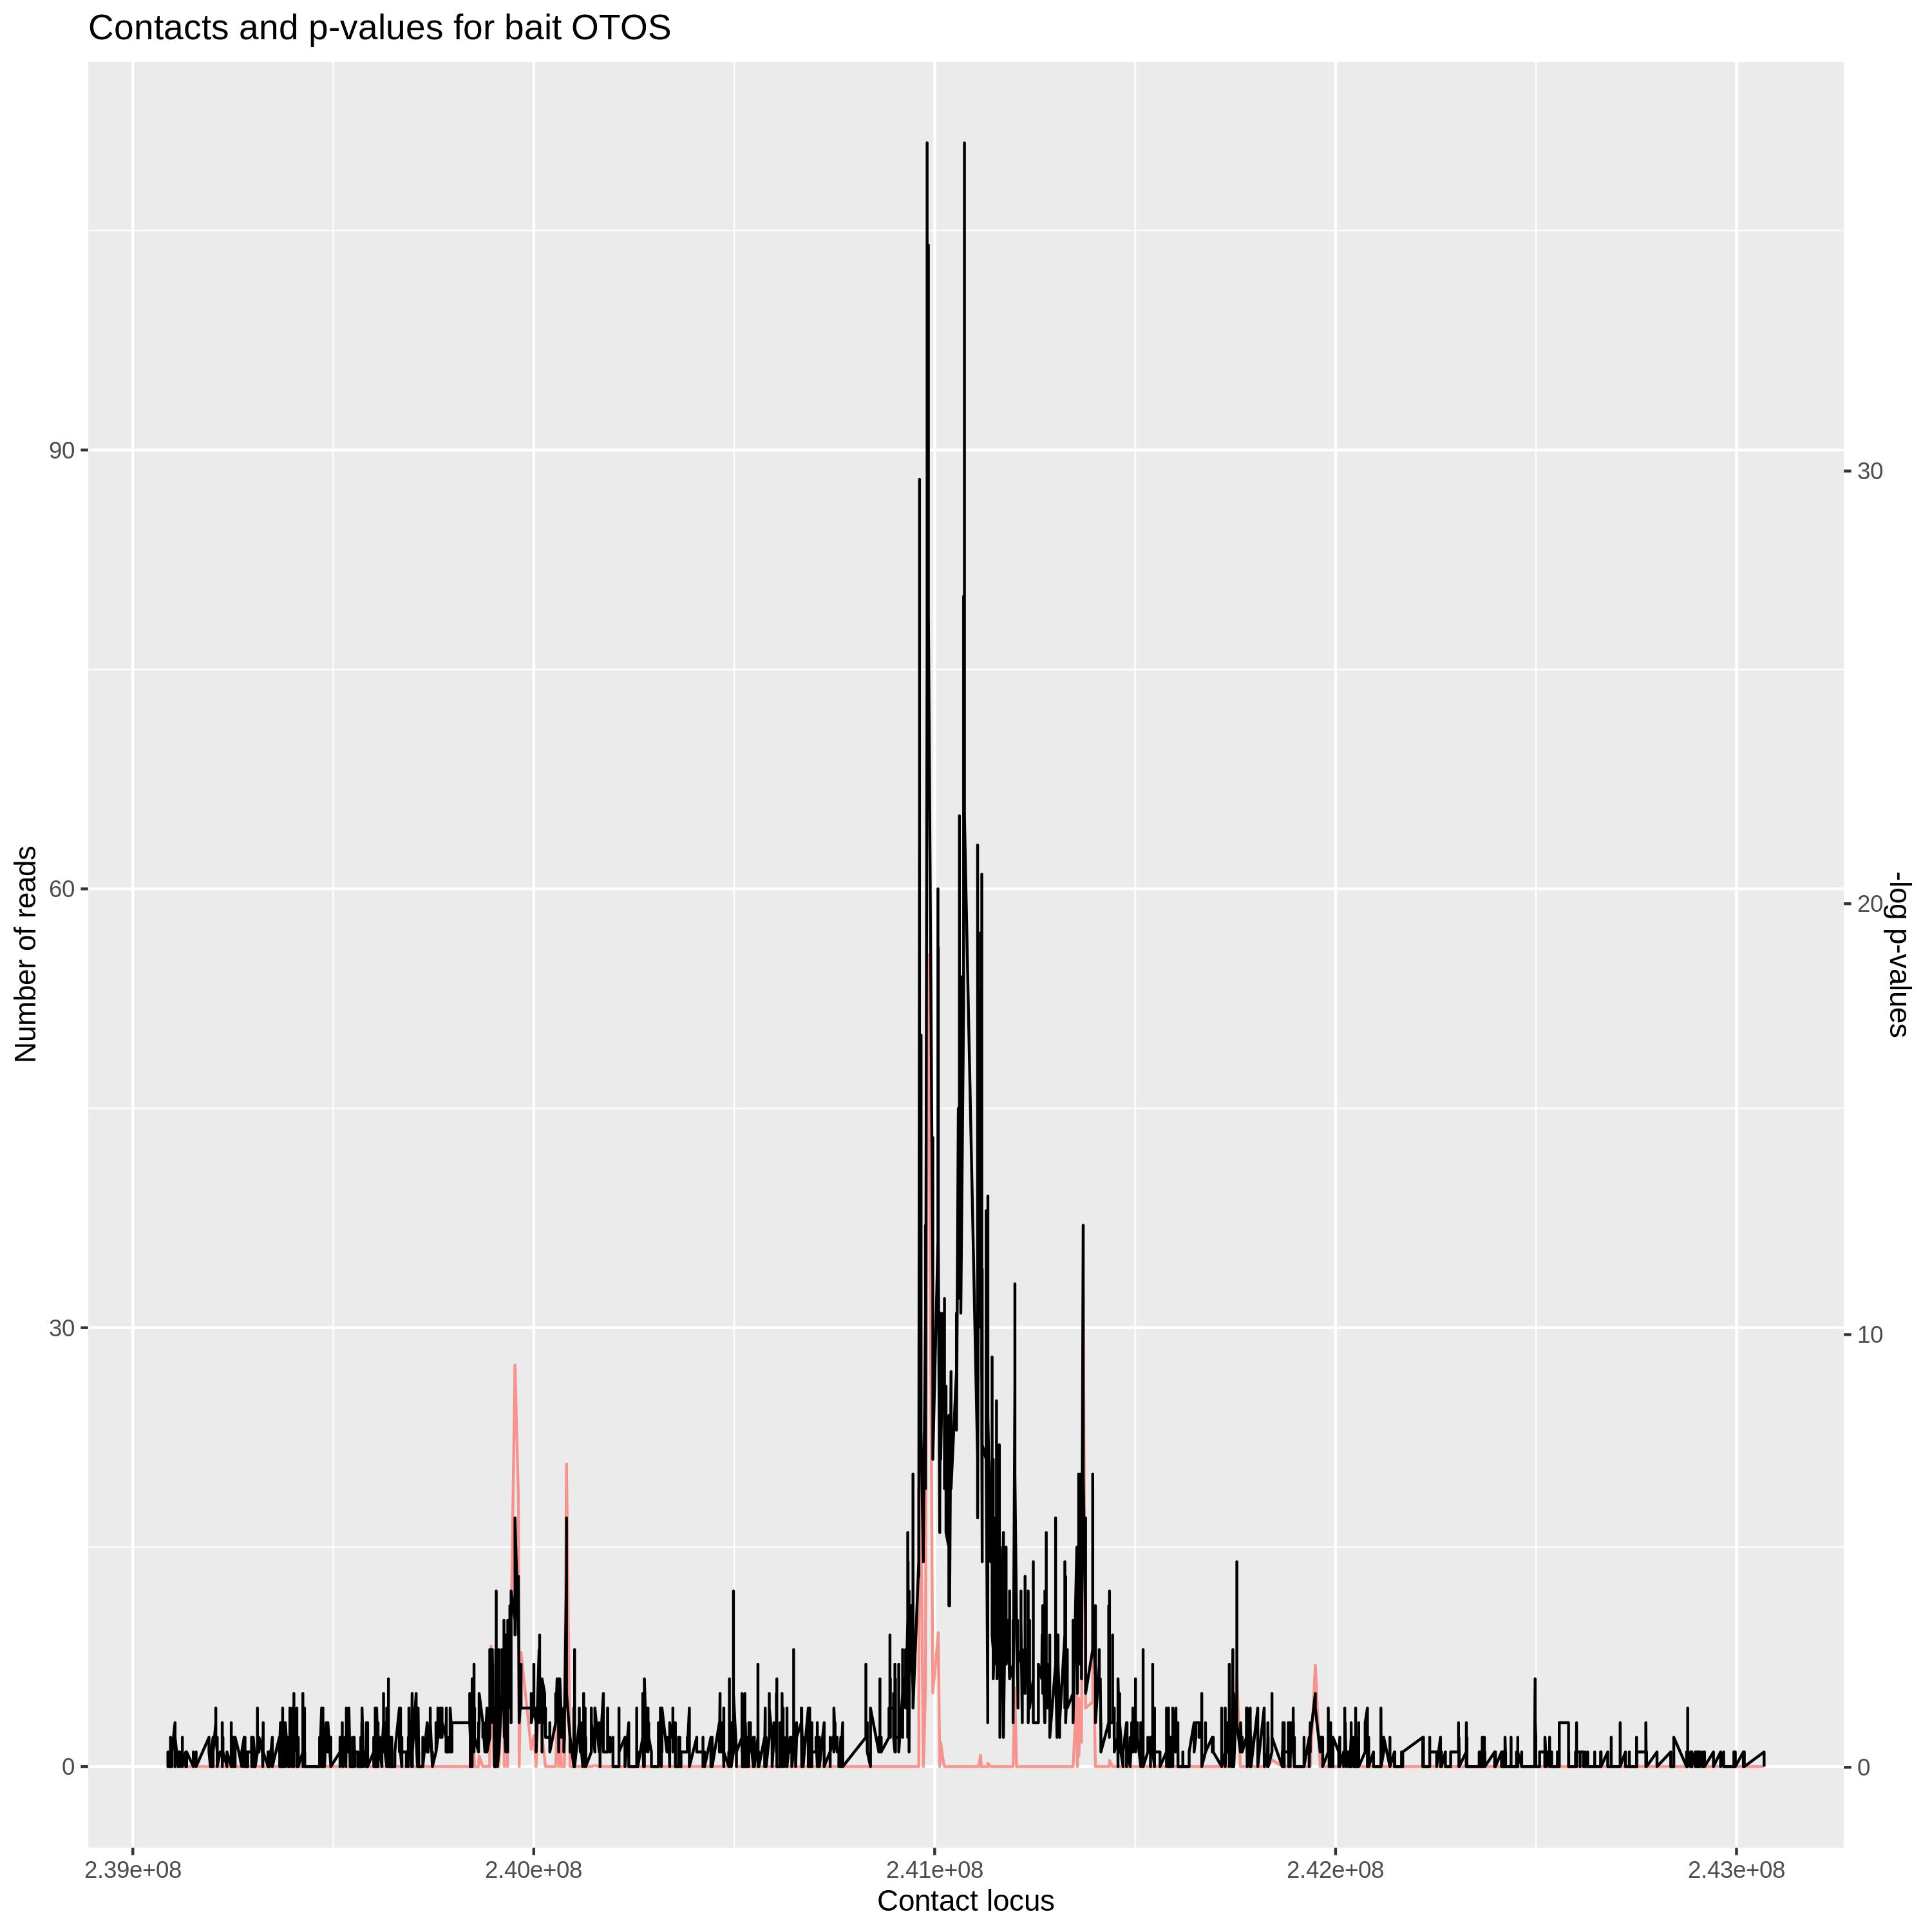 Contacts and p-values for bait OTOS
90
60
30
0
Number of reads
30
20
10
0
-log p-values
2.39e+08
2.40e+08
2.41e+08
2.42e+08
2.43e+08
Contact locus